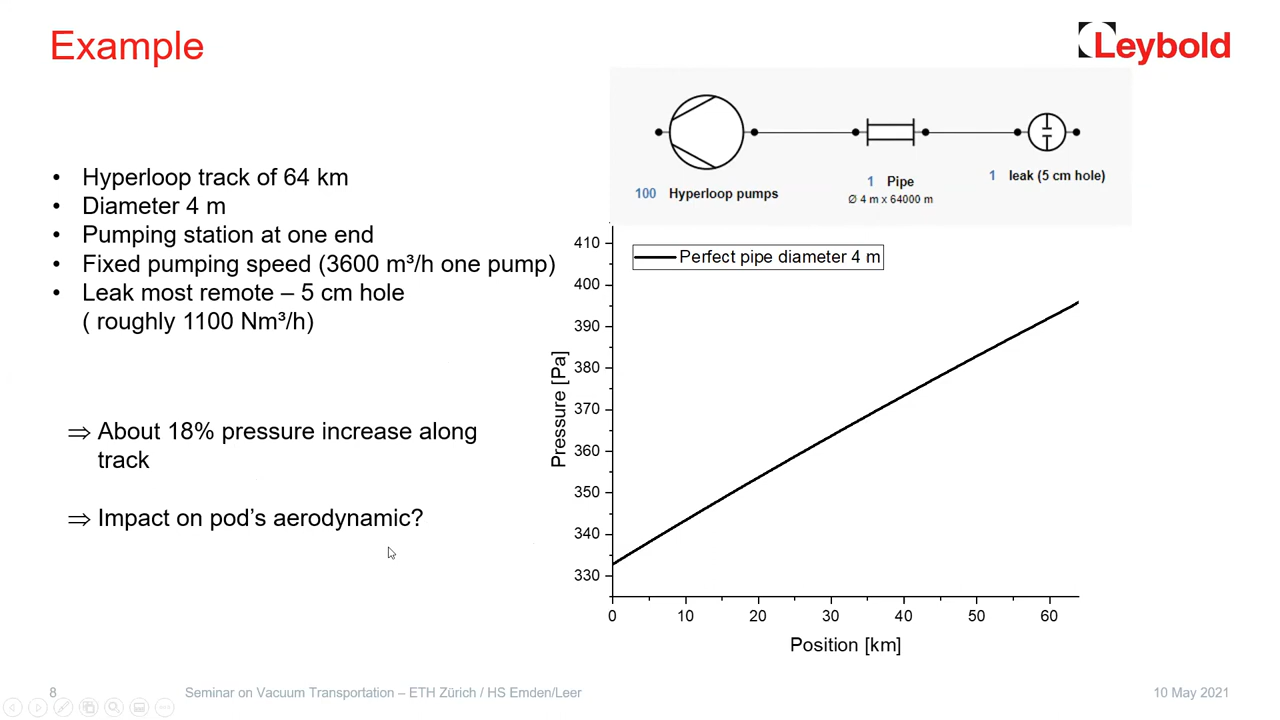 Example
Leybold
• Hyperloop track of 64 km
• Diameter 4 m
• Pumping station at one end
• Fixed pumping speed (3600 m³/h one pump)
• Leak most remote – 5 cm hole
( roughly 1100 Nm³/h)
⇒ About 18% pressure increase along
track
⇒ Impact on pod's aerodynamic?
100 Hyperloop pumps
1 Pipe
Ø 4 m x 64000 m
1 leak (5 cm hole)
Perfect pipe diameter 4 m
410
400
390
380
370
360
350
340
330
Pressure [Pa]
0 10 20 30 40 50 60
Position [km]
8
Seminar on Vacuum Transportation – ETH Zürich / HS Emden/Leer
10 May 2021